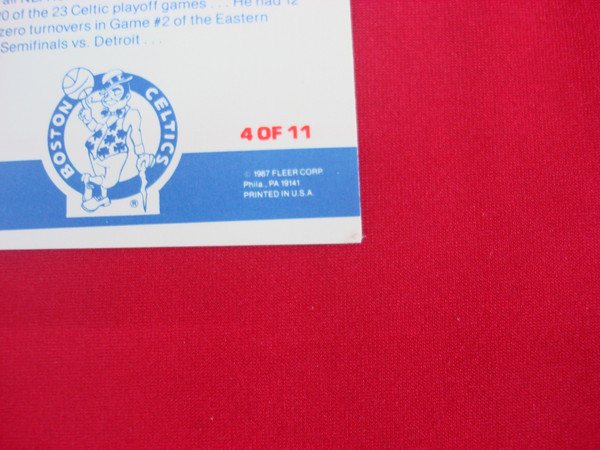 20 of the 23 Celtic playoff games . . . He had 12
zero turnovers in Game #2 of the Eastern
Semifinals vs. Detroit . . .
BOSTON CELTICS
®
4 OF 11
© 1987 FLEER CORP.
Phila., PA 19141
PRINTED IN U.S.A.